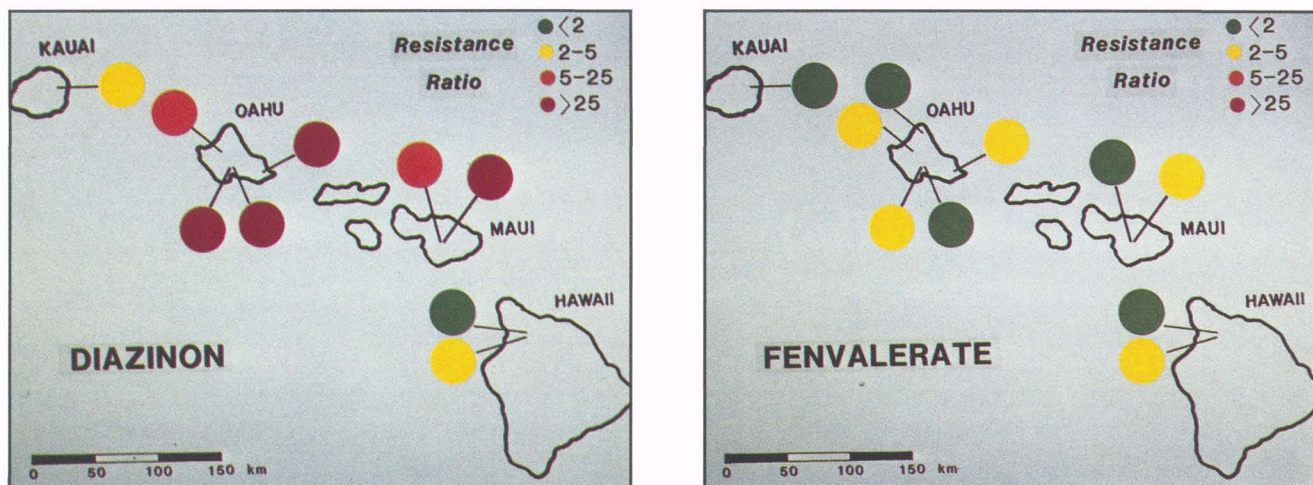 KAUAI
Resistance
Ratio
<2
2-5
5-25
>25
OAHU
MAUI
HAWAII
DIAZINON
0 50 100 150 km
KAUAI
Resistance
Ratio
<2
2-5
5-25
>25
OAHU
MAUI
HAWAII
FENVALERATE
0 50 100 150 km